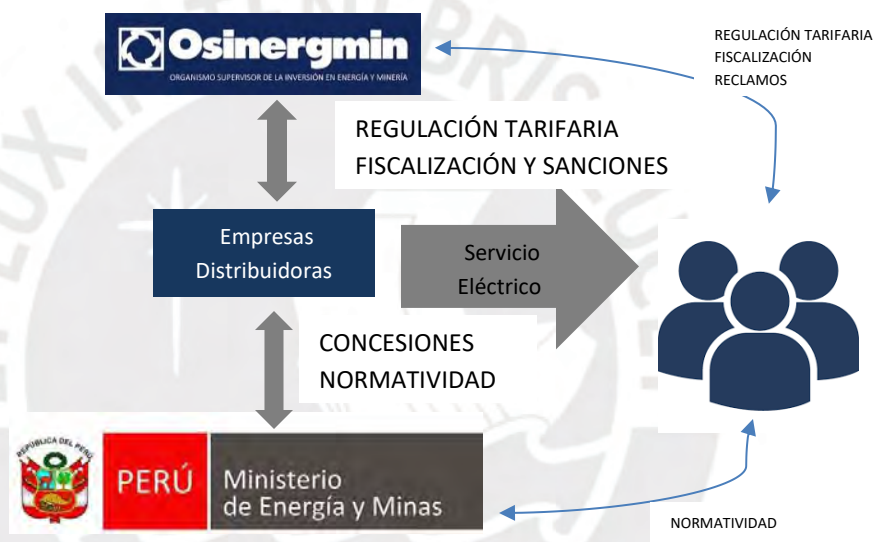 Osinergmin
ORGANISMO SUPERVISOR DE LA INVERSIÓN EN ENERGÍA Y MINERÍA
REGULACIÓN TARIFARIA
FISCALIZACIÓN
RECLAMOS
REGULACIÓN TARIFARIA
FISCALIZACIÓN Y SANCIONES
Empresas
Distribuidoras
Servicio
Eléctrico
CONCESIONES
NORMATIVIDAD
REPÚBLICA DEL PERÚ
PERÚ
Ministerio
de Energía y Minas
NORMATIVIDAD